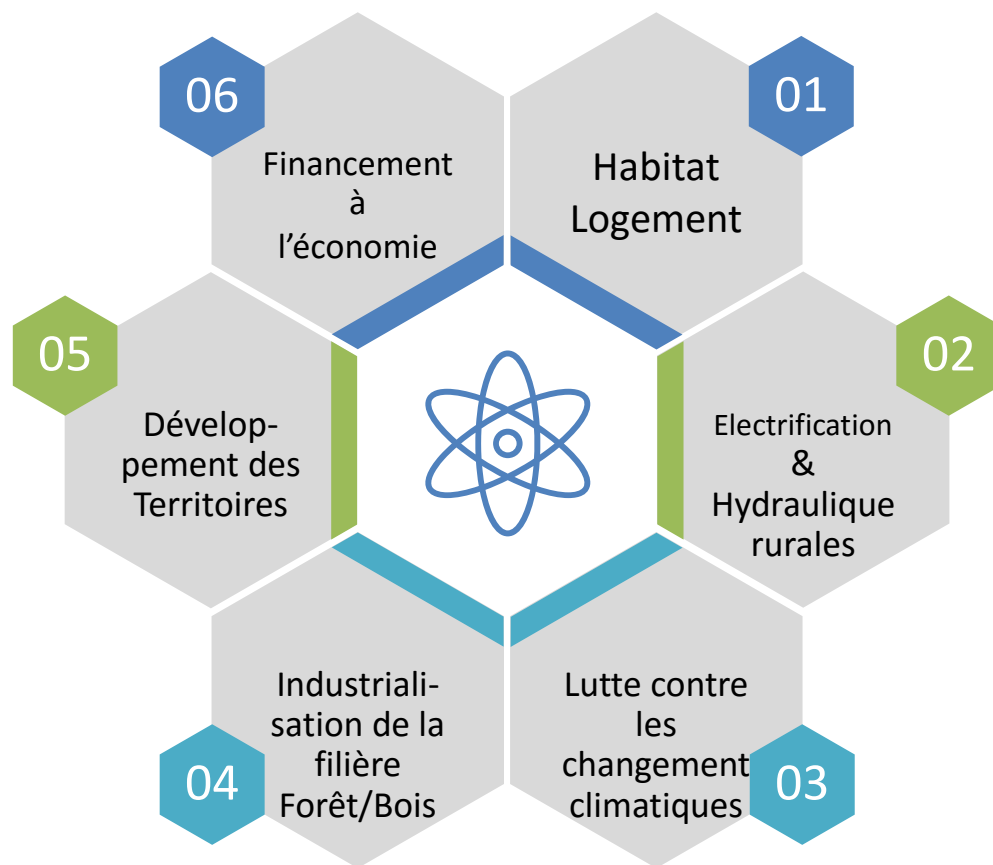 01
Habitat
Logement
02
Electrification
&
Hydraulique
rurales
03
Lutte contre
les
changement
climatiques
04
Industriali-
sation de la
filière
Forêt/Bois
05
Dévelop-
pement des
Territoires
06
Financement
à
l’économie